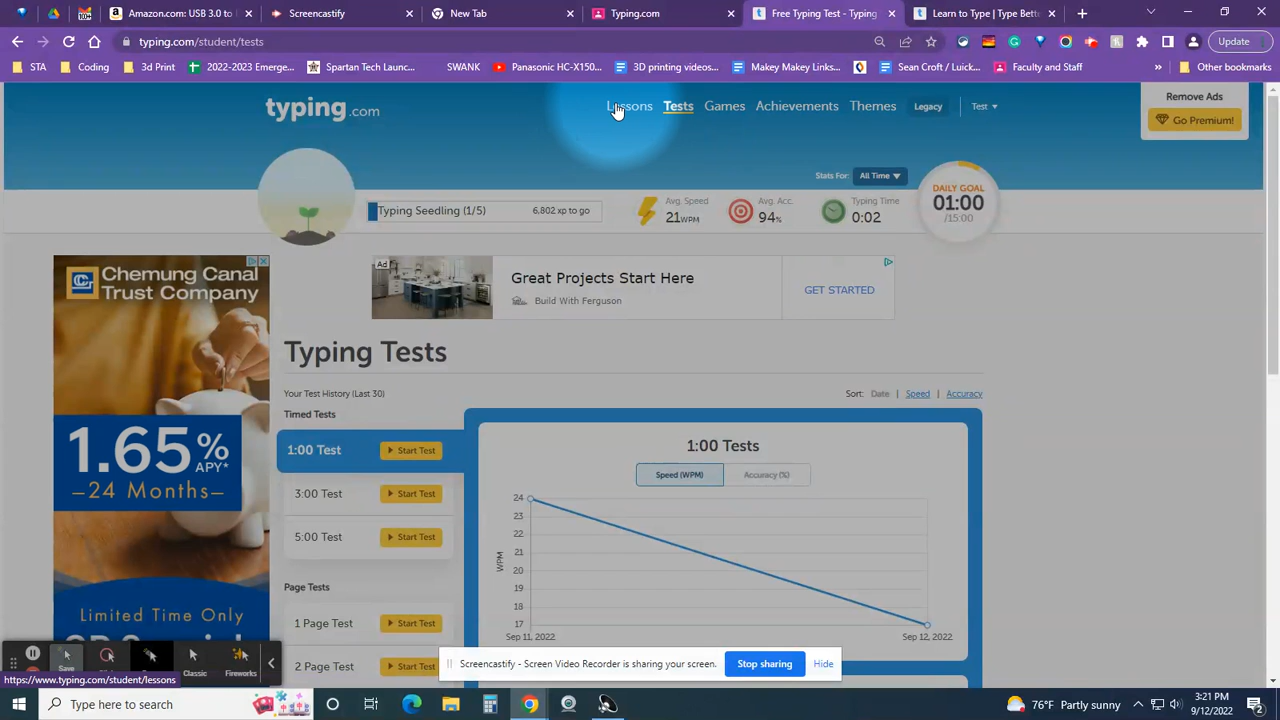 Amazon.com: USB 3.0 to
Screencastify
New Tab
Typing.com
Free Typing Test - Typing
Learn to Type | Type Bette
typing.com/student/tests
Update
STA
Coding
3d Print
2022-2023 Emerge...
Spartan Tech Launc...
SWANK
Panasonic HC-X150...
3D printing videos...
Makey Makey Links...
Sean Croft / Luick...
Faculty and Staff
Other bookmarks
typing.com
Lessons
Tests
Games
Achievements
Themes
Legacy
Test
Remove Ads
Go Premium!
Stats For:
All Time
Typing Seedling (1/5)
6,802 xp to go
Avg. Speed
21WPM
Avg. Acc.
94%
Typing Time
0:02
DAILY GOAL
01:00
/15:00
Chemung Canal
Trust Company
1.65%
APY*
–24 Months–
Limited Time Only
Ad
Great Projects Start Here
Build With Ferguson
GET STARTED
Typing Tests
Your Test History (Last 30)
Sort: Date | Speed | Accuracy
Timed Tests
1:00 Test
Start Test
3:00 Test
Start Test
5:00 Test
Start Test
Page Tests
1 Page Test
Start Test
2 Page Test
Start Test
1:00 Tests
Speed (WPM)
Accuracy (%)
24
23
22
21
20
19
18
17
WPM
Sep 11, 2022
Sep 12, 2022
Save
Classic
Fireworks
Screencastify - Screen Video Recorder is sharing your screen.
Stop sharing
Hide
https://www.typing.com/student/lessons
Type here to search
76°F Partly sunny
3:21 PM
9/12/2022
2